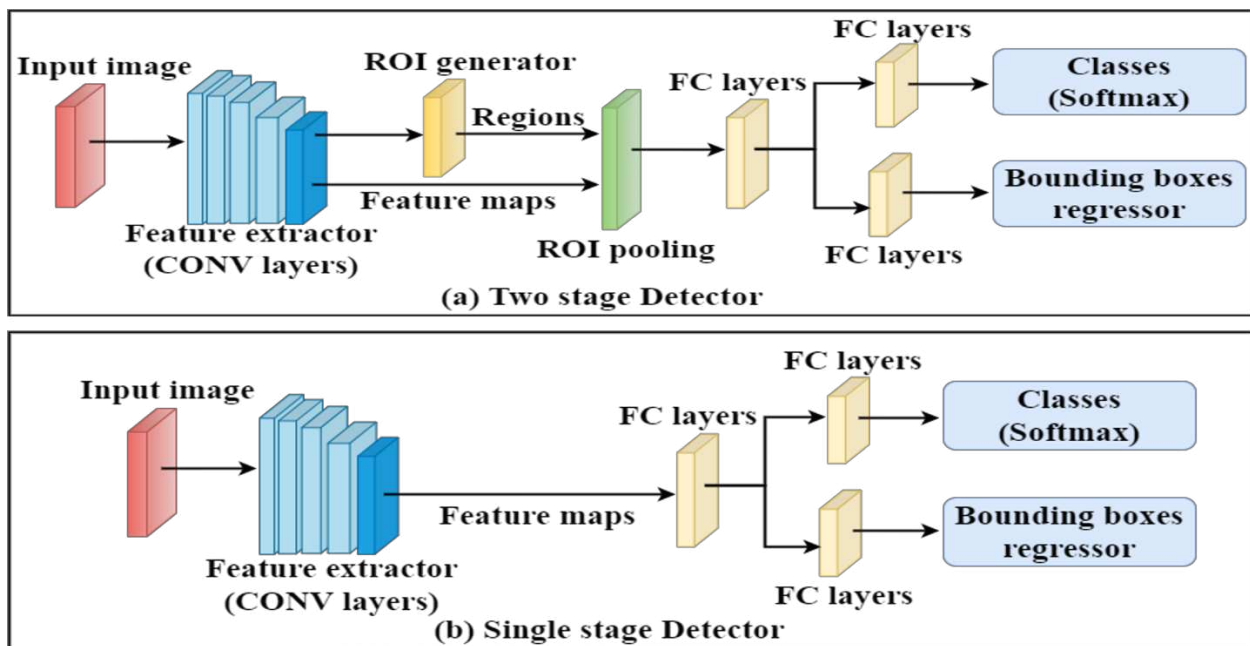 Input image
ROI generator
Regions
Feature maps
Feature extractor
(CONV layers)
ROI pooling
FC layers
FC layers
Classes
(Softmax)
FC layers
Bounding boxes
regressor
(a) Two stage Detector
Input image
Feature extractor
(CONV layers)
Feature maps
FC layers
FC layers
Classes
(Softmax)
FC layers
Bounding boxes
regressor
(b) Single stage Detector